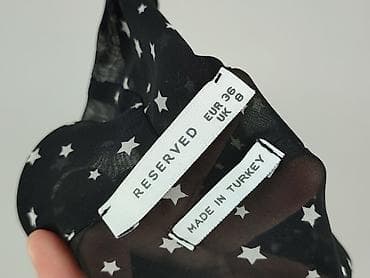 RESERVED
EUR 36
UK 8
MADE IN TURKEY